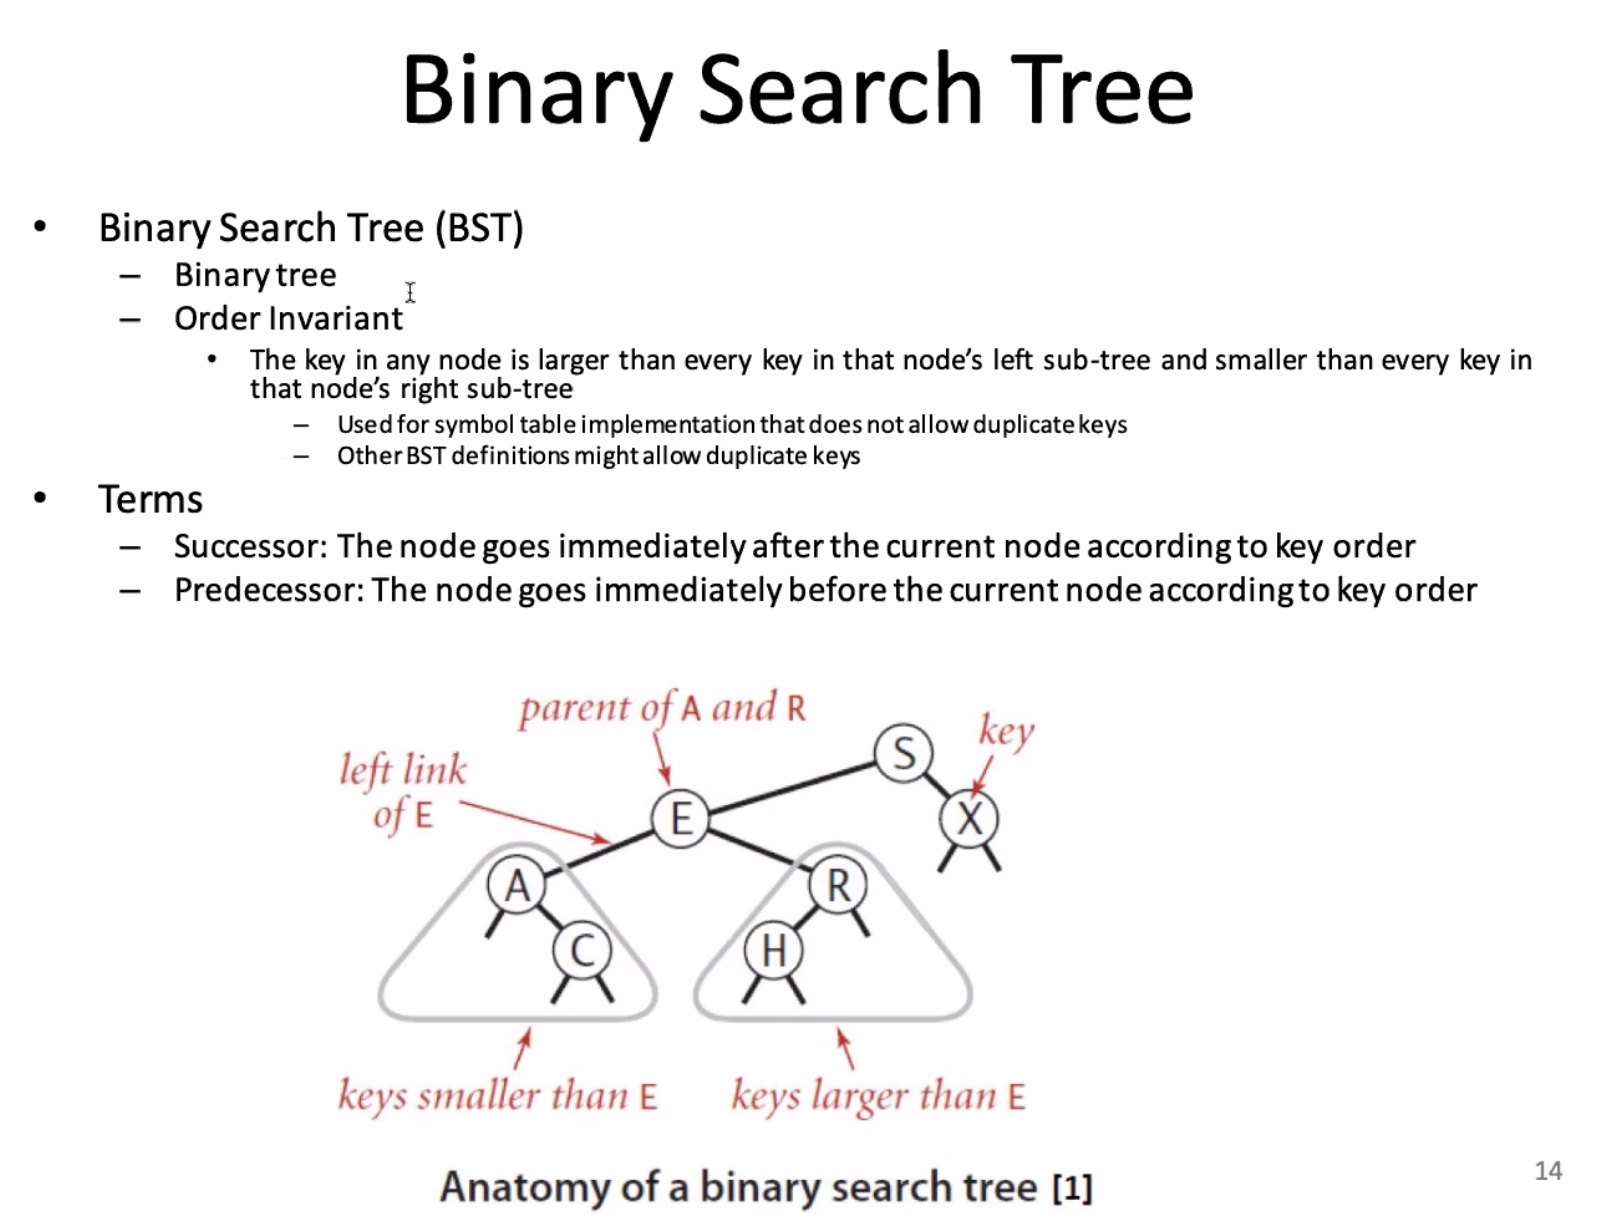 Binary Search Tree
• Binary Search Tree (BST)
– Binary tree
– Order Invariant
• The key in any node is larger than every key in that node's left sub-tree and smaller than every key in
that node's right sub-tree
– Used for symbol table implementation that does not allow duplicate keys
– Other BST definitions might allow duplicate keys
• Terms
– Successor: The node goes immediately after the current node according to key order
– Predecessor: The node goes immediately before the current node according to key order
parent of A and R
key
left link
of E
S
E
X
A
R
C
H
keys smaller than E
keys larger than E
Anatomy of a binary search tree [1]
14